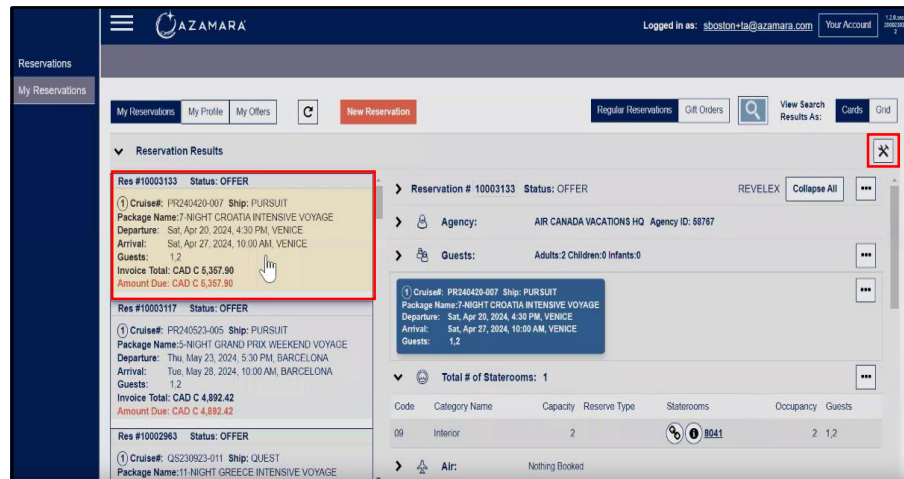 AZAMARA
Logged in as: sboston+ta@azamara.com
Your Account
Reservations
My Reservations
My Reservations My Profile My Offers
New Reservation
Regular Reservations Gift Orders
View Search Results As:
Cards Grid
Reservation Results
Res #10003133 Status: OFFER
1 Cruise#: PR240420-007 Ship: PURSUIT
Package Name:7-NIGHT CROATIA INTENSIVE VOYAGE
Departure: Sat, Apr 20, 2024, 4:30 PM, VENICE
Arrival: Sat, Apr 27, 2024, 10:00 AM, VENICE
Guests: 1,2
Invoice Total: CAD C 5,357.90
Amount Due: CAD C 5,357.90
Res #10003117 Status: OFFER
1 Cruise#: PR240523-005 Ship: PURSUIT
Package Name:5-NIGHT GRAND PRIX WEEKEND VOYAGE
Departure: Thu, May 23, 2024, 5:30 PM, BARCELONA
Arrival: Tue, May 28, 2024, 10:00 AM, BARCELONA
Guests: 1,2
Invoice Total: CAD C 4,892.42
Amount Due: CAD C 4,892.42
Res #10002963 Status: OFFER
1 Cruise#: QS230923-011 Ship: QUEST
Package Name:11-NIGHT GREECE INTENSIVE VOYAGE
Reservation # 10003133 Status: OFFER REVELEX Collapse All
Agency: AIR CANADA VACATIONS HQ Agency ID: 58767
Guests: Adults:2 Children:0 Infants:0
1 Cruise#: PR240420-007 Ship: PURSUIT
Package Name:7-NIGHT CROATIA INTENSIVE VOYAGE
Departure: Sat, Apr 20, 2024, 4:30 PM, VENICE
Arrival: Sat, Apr 27, 2024, 10:00 AM, VENICE
Guests: 1,2
Total # of Staterooms: 1
Code Category Name Capacity Reserve Type Staterooms Occupancy Guests
09 Interior 2 8041 2 1,2
Air: Nothing Booked